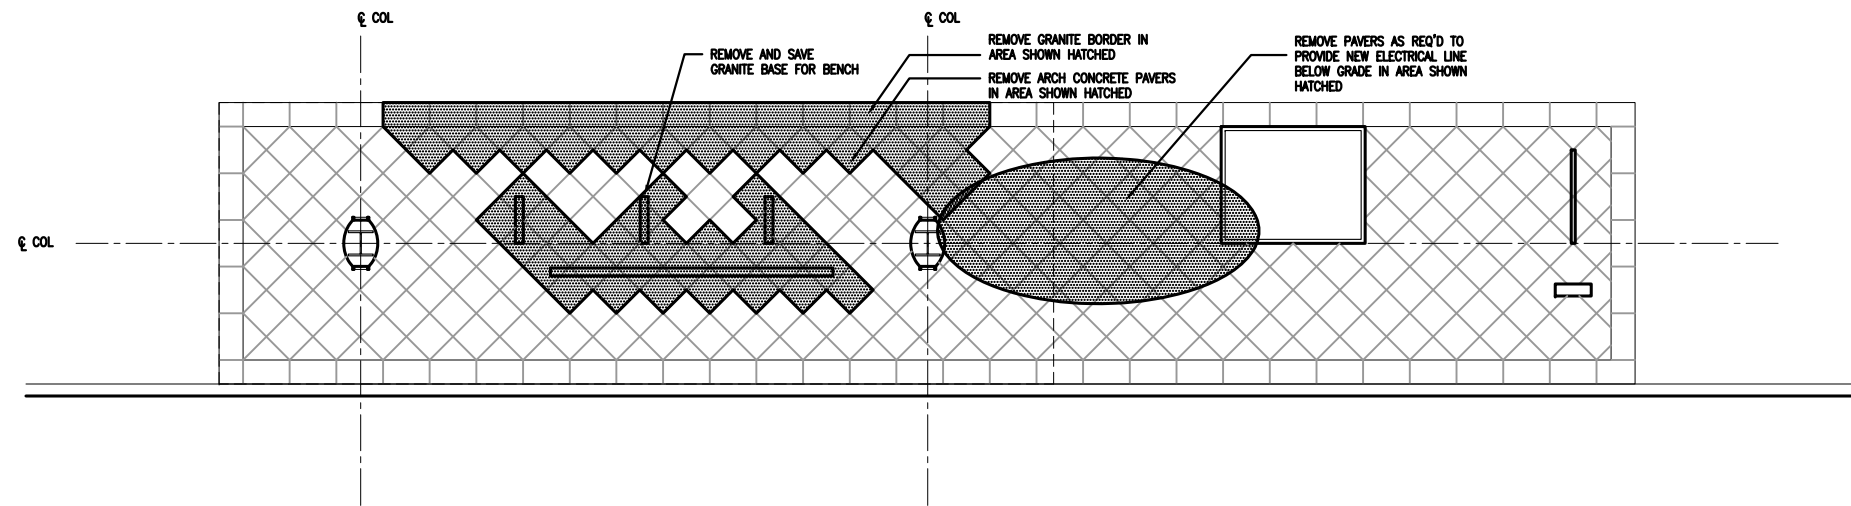 ℄ COL
℄ COL
REMOVE AND SAVE
GRANITE BASE FOR BENCH
REMOVE GRANITE BORDER IN
AREA SHOWN HATCHED
REMOVE ARCH CONCRETE PAVERS
IN AREA SHOWN HATCHED
REMOVE PAVERS AS REQ'D TO
PROVIDE NEW ELECTRICAL LINE
BELOW GRADE IN AREA SHOWN
HATCHED
℄ COL